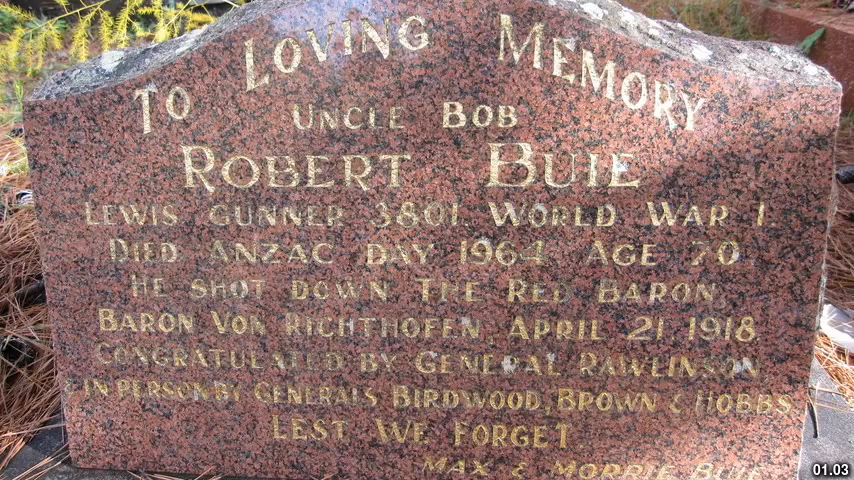 To Loving Memory
Uncle Bob
Robert Buie
Lewis Gunner 3801. World War 1.
Died ANZAC Day 1964 Age 70.
He shot down The Red Baron
Baron Von Richthofen, April 21, 1918
Congratulated by General Rawlinson
in person by Generals Birdwood, Brown & Hobbs
Lest We Forget.
Max & Morrie Buie
01.03